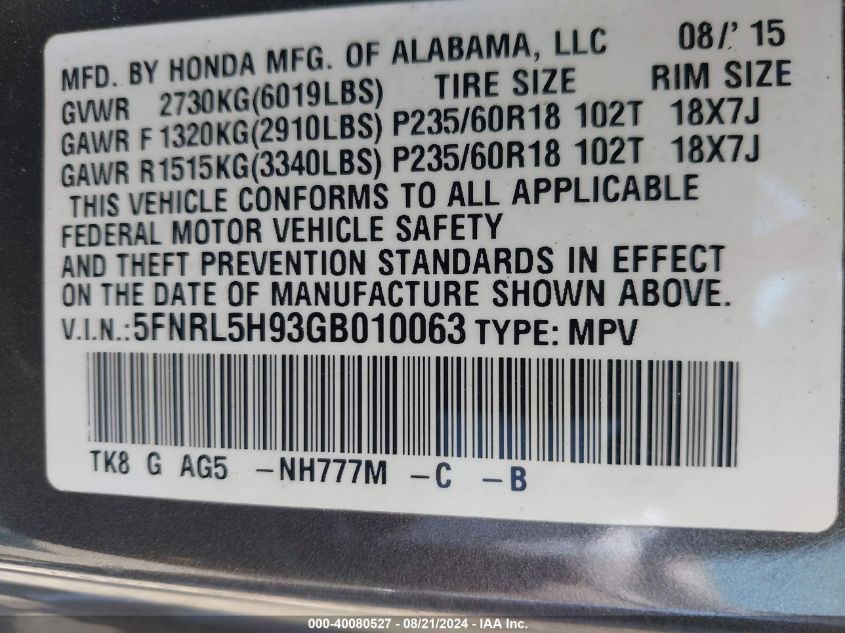 MFD. BY HONDA MFG. OF ALABAMA, LLC 08/' 15
GVWR 2730KG(6019LBS) TIRE SIZE RIM SIZE
GAWR F 1320KG(2910LBS) P235/60R18 102T 18X7J
GAWR R1515KG(3340LBS) P235/60R18 102T 18X7J
THIS VEHICLE CONFORMS TO ALL APPLICABLE
FEDERAL MOTOR VEHICLE SAFETY
AND THEFT PREVENTION STANDARDS IN EFFECT
ON THE DATE OF MANUFACTURE SHOWN ABOVE.
V.I.N.:5FNRL5H93GB010063 TYPE: MPV
TK8 G AG5 -NH777M -C -B
000-40080527 - 08/21/2024 - IAA Inc.